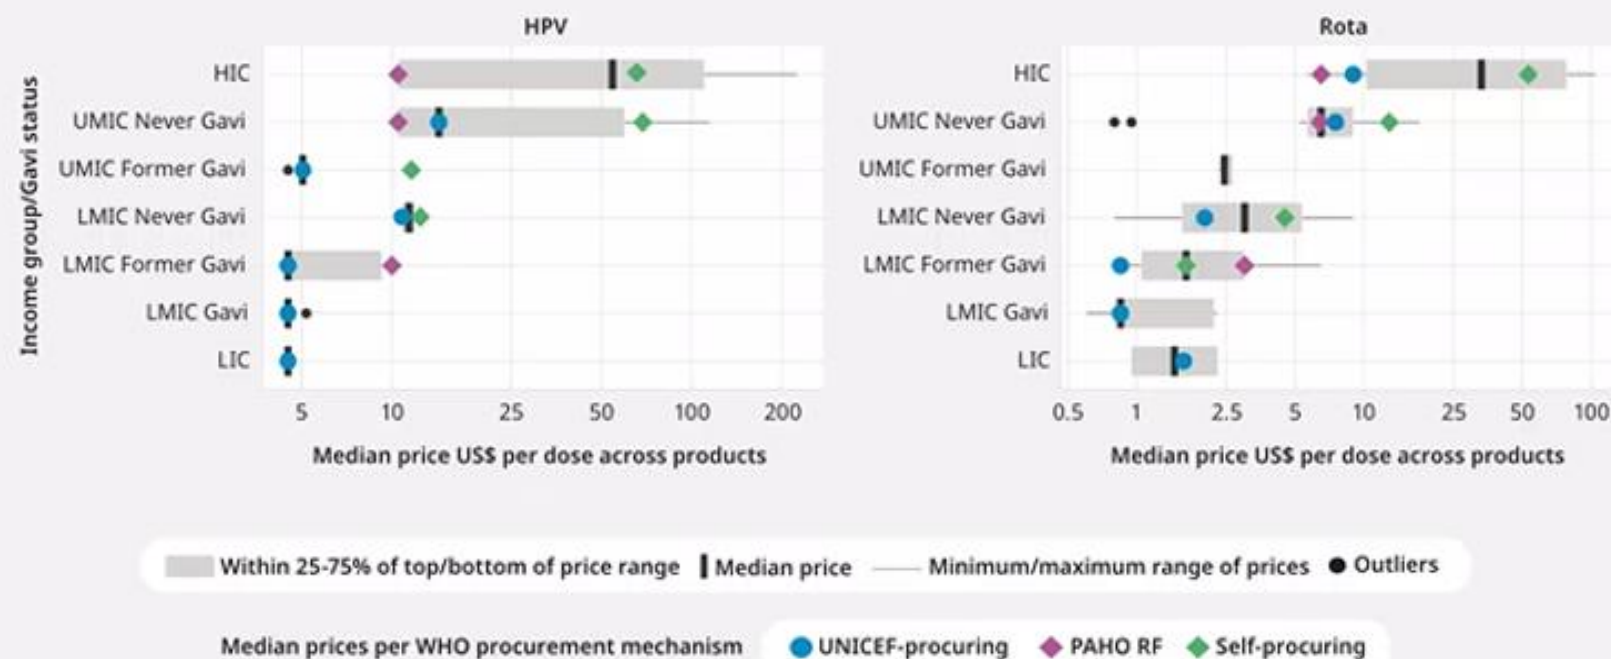 HPV
Income group/Gavi status
HIC
UMIC Never Gavi
UMIC Former Gavi
LMIC Never Gavi
LMIC Former Gavi
LMIC Gavi
LIC
5 10 25 50 100 200
Median price US$ per dose across products
Rota
HIC
UMIC Never Gavi
UMIC Former Gavi
LMIC Never Gavi
LMIC Former Gavi
LMIC Gavi
LIC
0.5 1 2.5 5 10 25 50 100
Median price US$ per dose across products
Within 25-75% of top/bottom of price range Median price Minimum/maximum range of prices Outliers
Median prices per WHO procurement mechanism UNICEF-procuring PAHO RF Self-procuring